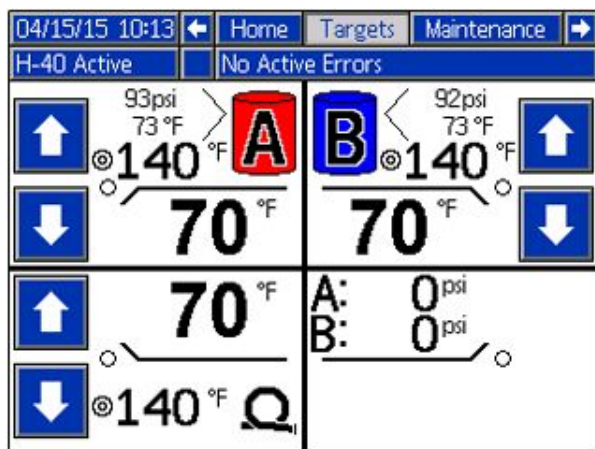 04/15/15 10:13 Home Targets Maintenance
H-40 Active No Active Errors
93psi
73 °F
140 °F
A
70 °F
92psi
73 °F
B
140 °F
70 °F
70 °F
140 °F
A: 0psi
B: 0psi